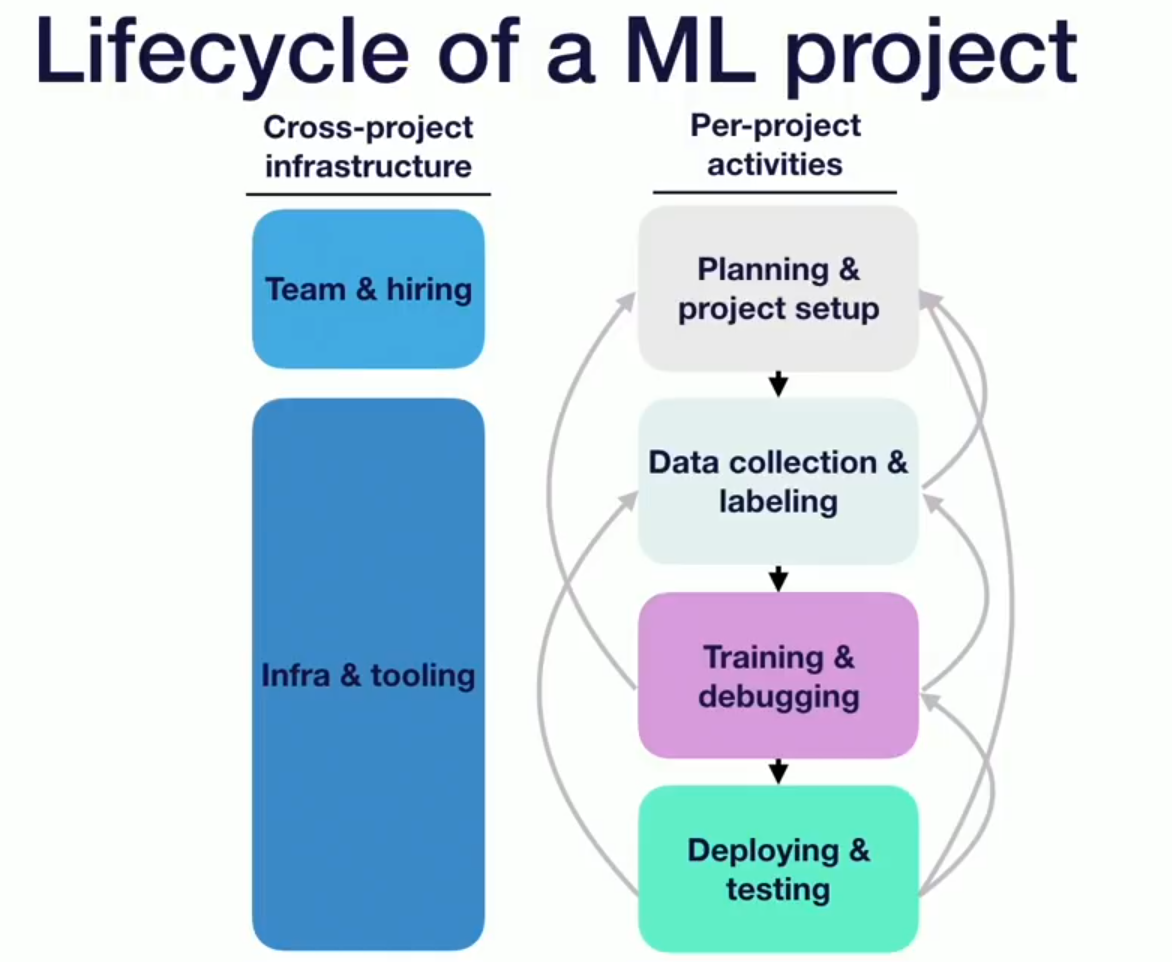 Lifecycle of a ML project
Cross-project
infrastructure
Team & hiring
Infra & tooling
Per-project
activities
Planning &
project setup
Data collection &
labeling
Training &
debugging
Deploying &
testing